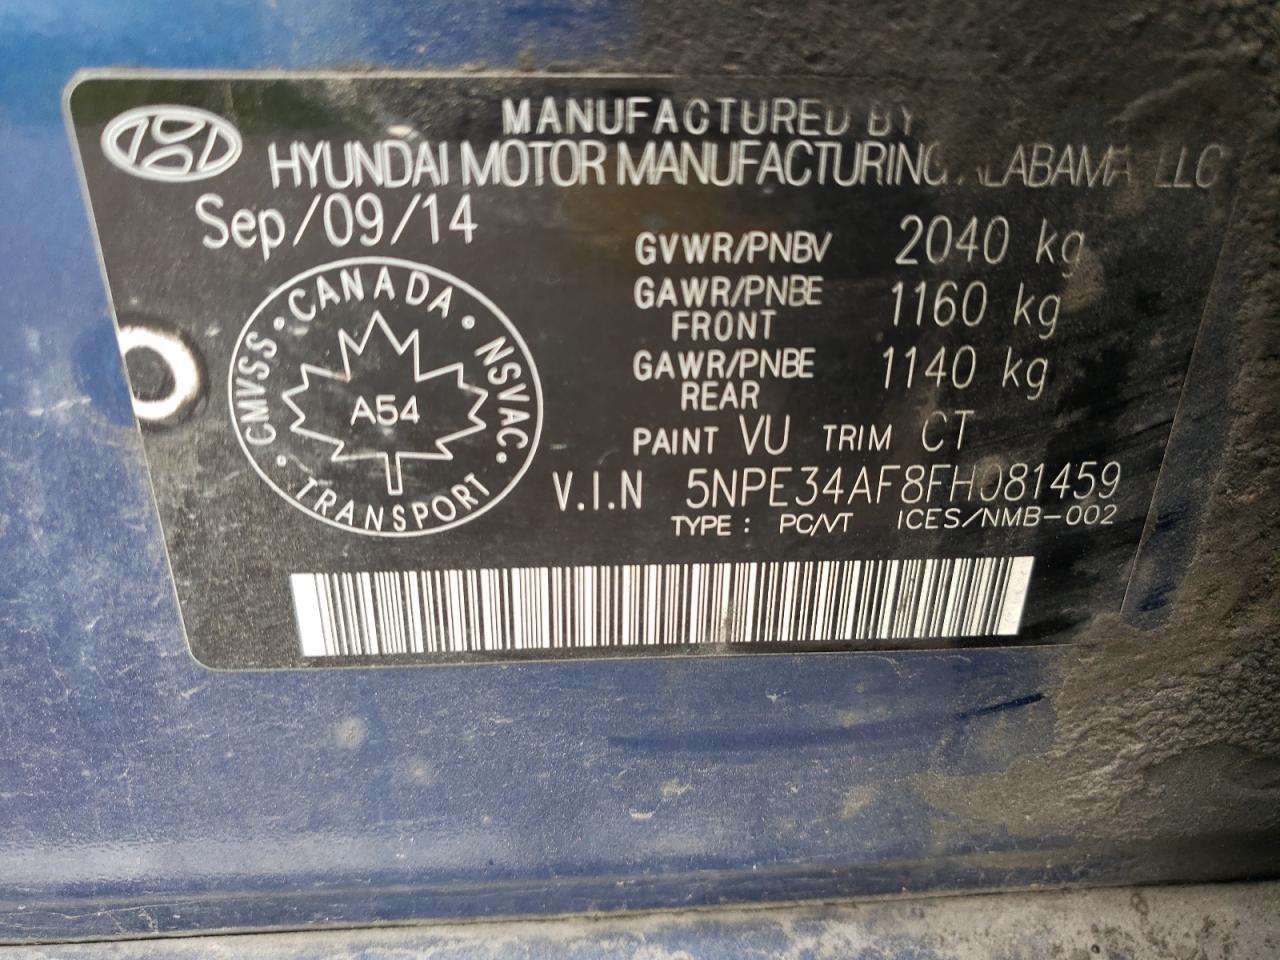 MANUFACTURED BY
HYUNDAI MOTOR MANUFACTURING ALABAMA LLC
Sep/09/14
GVWR/PNBV 2040 kg
GAWR/PNBE FRONT 1160 kg
GAWR/PNBE REAR 1140 kg
PAINT VU TRIM CT
V.I.N 5NPE34AF8FH081459
TYPE: PC/VT ICES/NMB-002
CMVSS · CANADA · NSVAC · TRANSPORT ·
A54